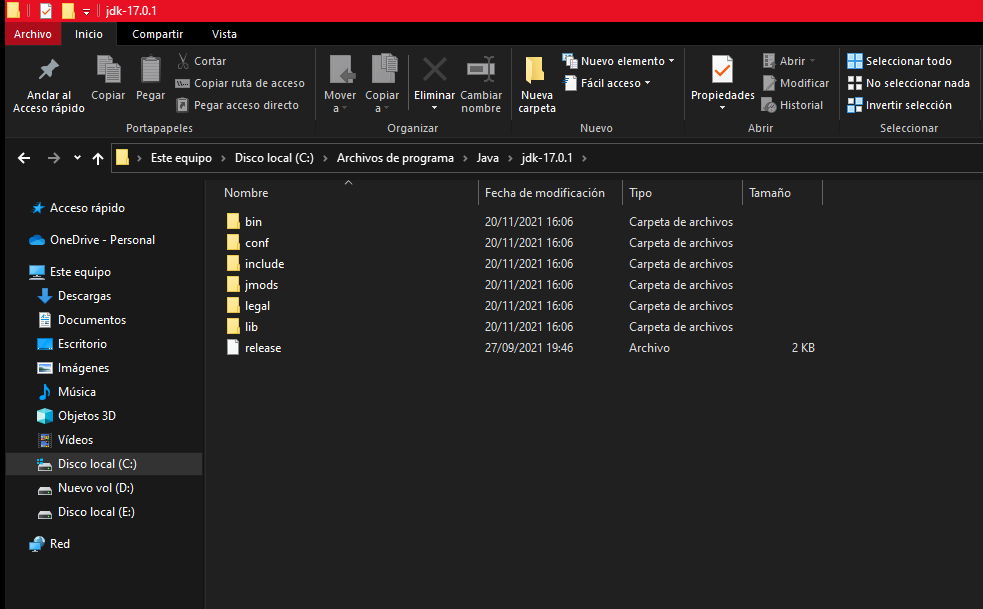 jdk-17.0.1
Archivo Inicio Compartir Vista
Anclar al Acceso rápido
Copiar
Pegar
Cortar
Copiar ruta de acceso
Pegar acceso directo
Portapapeles
Mover a
Copiar a
Eliminar
Cambiar nombre
Organizar
Nueva carpeta
Nuevo elemento
Fácil acceso
Nuevo
Propiedades
Abrir
Modificar
Historial
Abrir
Seleccionar todo
No seleccionar nada
Invertir selección
Seleccionar
Este equipo > Disco local (C:) > Archivos de programa > Java > jdk-17.0.1 >
Acceso rápido
OneDrive - Personal
Este equipo
Descargas
Documentos
Escritorio
Imágenes
Música
Objetos 3D
Vídeos
Disco local (C:)
Nuevo vol (D:)
Disco local (E:)
Red
Nombre Fecha de modificación Tipo Tamaño
bin 20/11/2021 16:06 Carpeta de archivos
conf 20/11/2021 16:06 Carpeta de archivos
include 20/11/2021 16:06 Carpeta de archivos
jmods 20/11/2021 16:06 Carpeta de archivos
legal 20/11/2021 16:06 Carpeta de archivos
lib 20/11/2021 16:06 Carpeta de archivos
release 27/09/2021 19:46 Archivo 2 KB